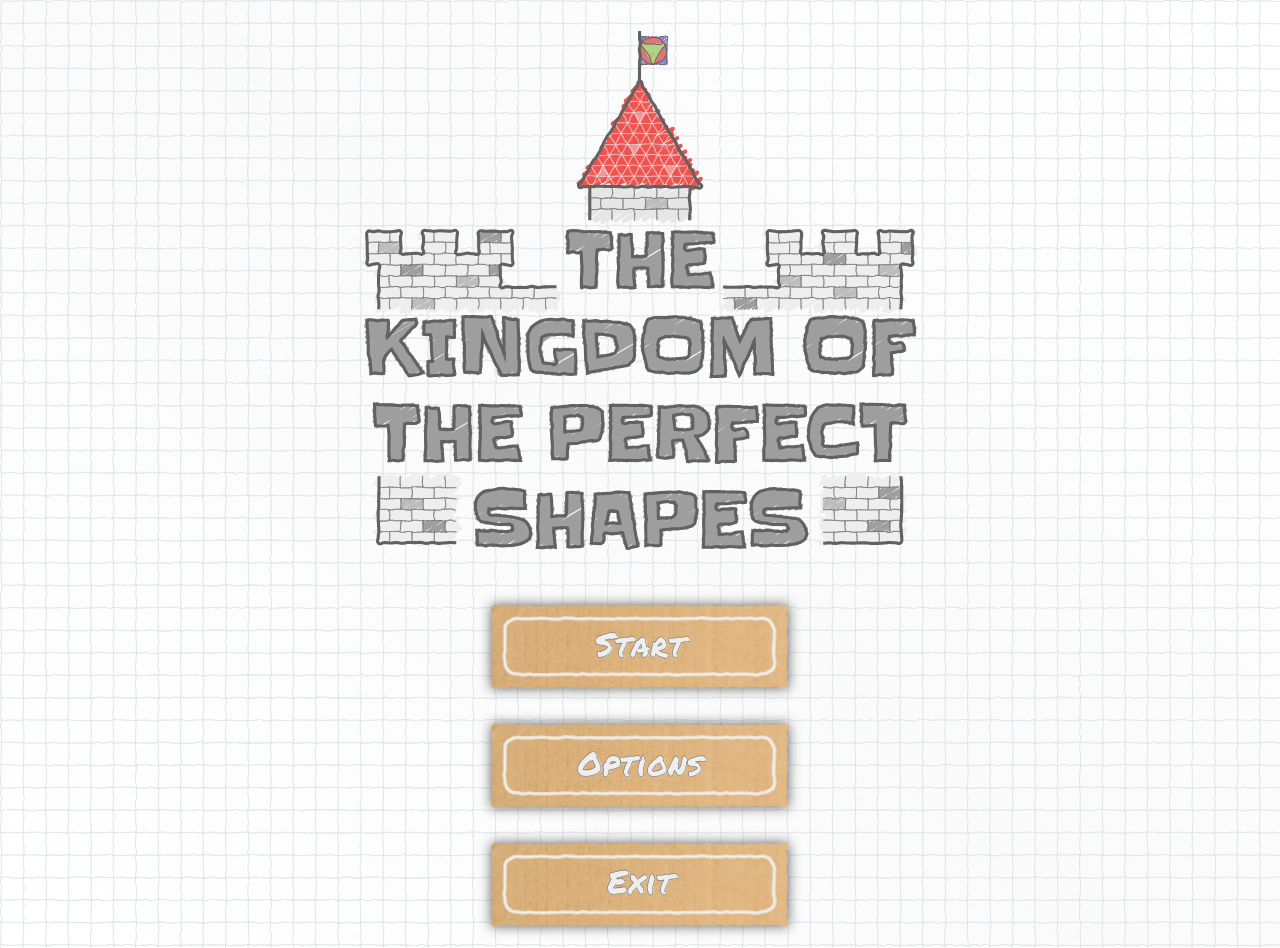 THE
KINGDOM OF
THE PERFECT
SHAPES
START
OPTIONS
EXIT